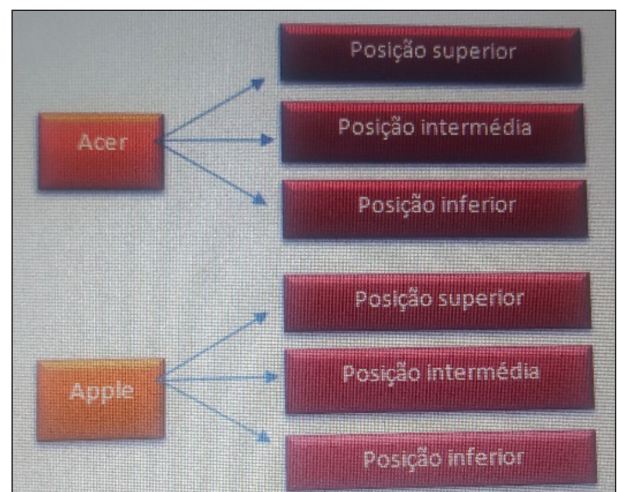 Posição superior
Acer
Posição intermédia
Posição inferior
Posição superior
Apple
Posição intermédia
Posição inferior